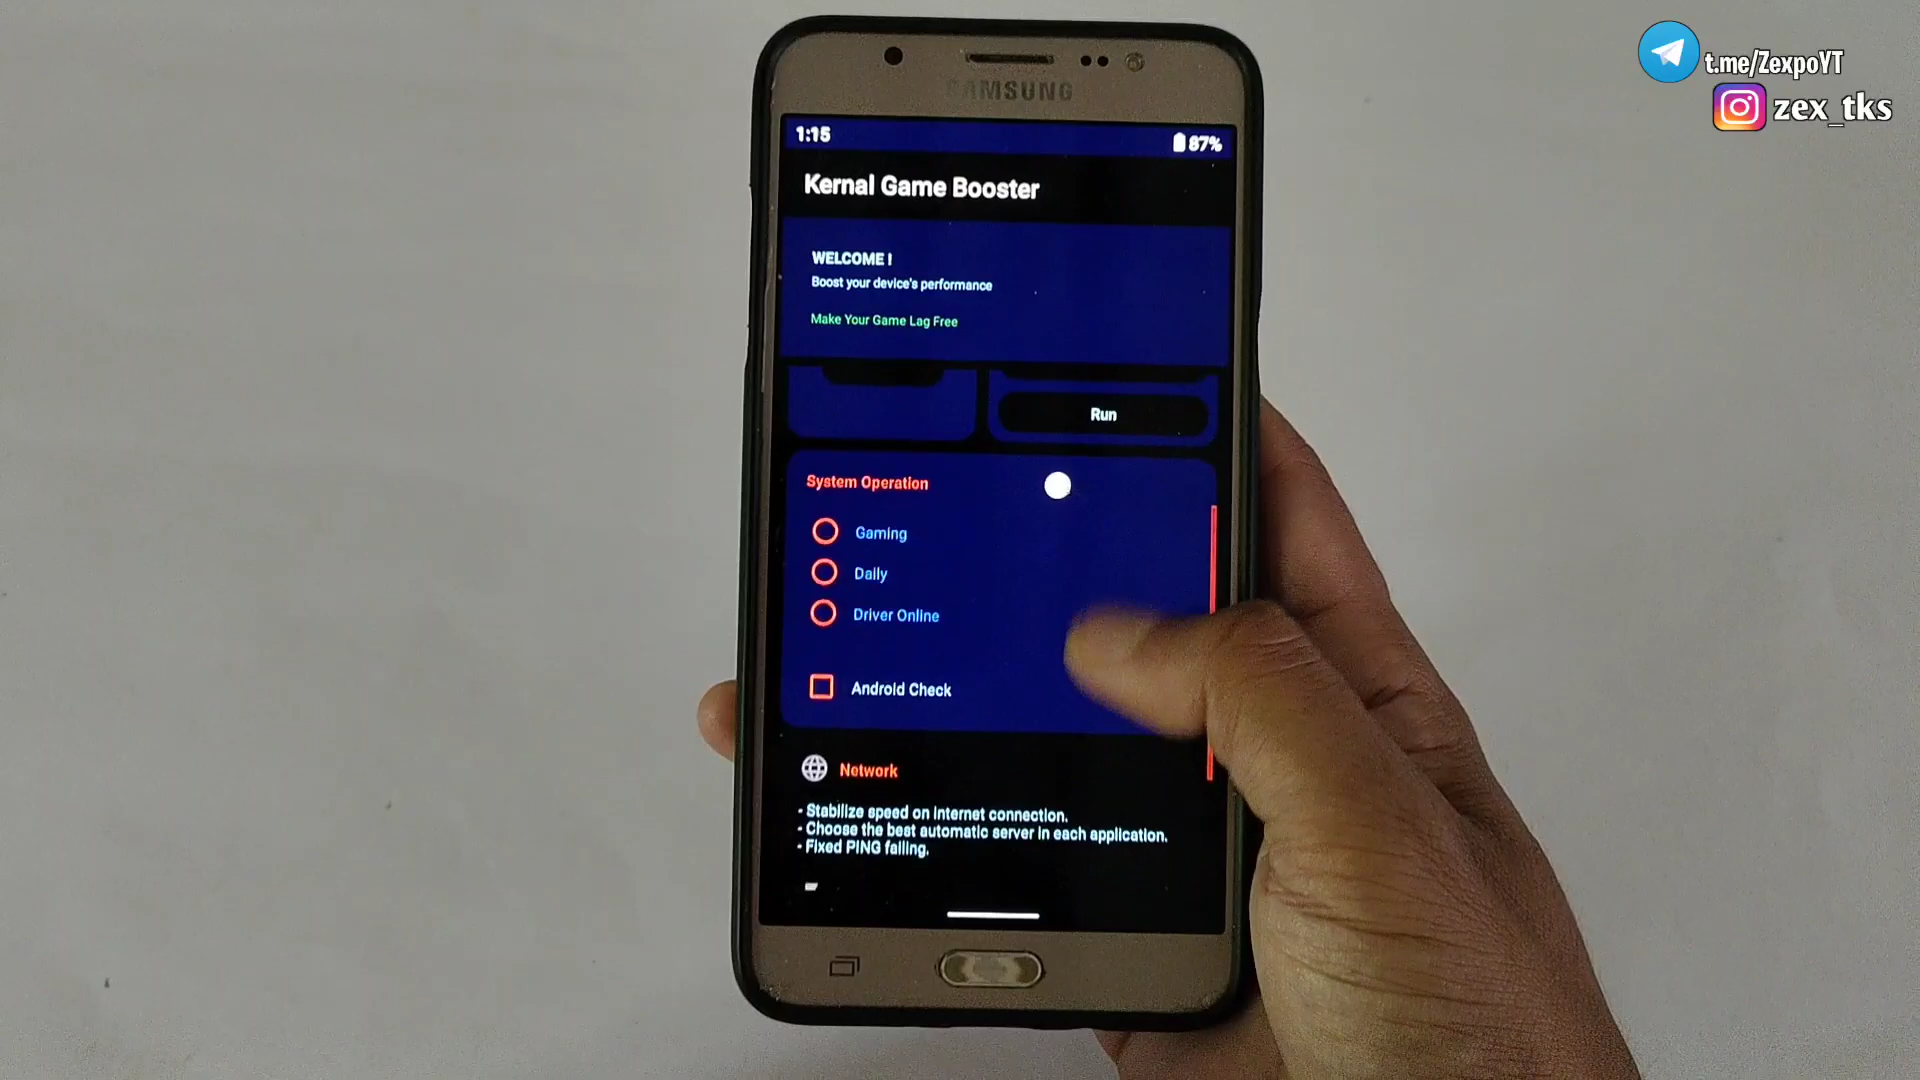 t.me/ZexpoYT
zex_tks
SAMSUNG
1:15
87%
Kernal Game Booster
WELCOME !
Boost your device's performance
Make Your Game Lag Free
Run
System Operation
Gaming
Daily
Driver Online
Android Check
Network
- Stabilize speed on internet connection.
- Choose the best automatic server in each application.
- Fixed PING falling.